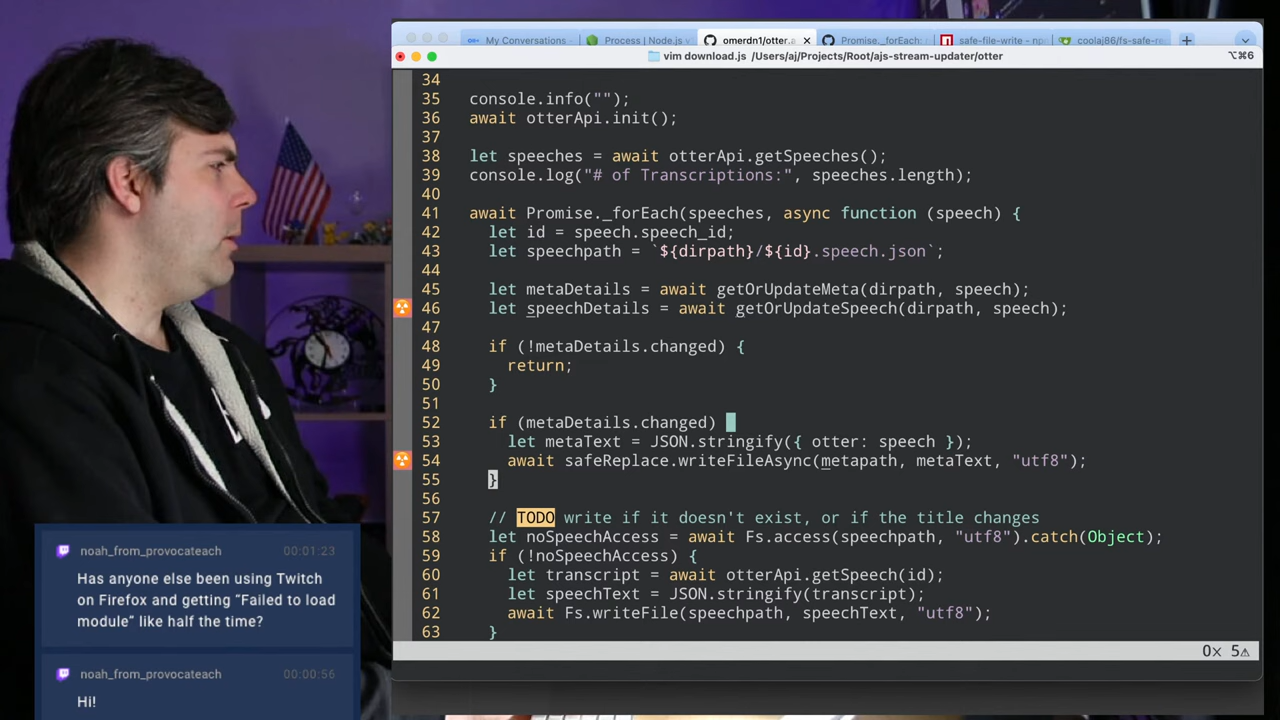 My Conversations
Process | Node.js
omerdn1/otter.
Promise._forEach:
safe-file-write - np
coolaj86/fs-safe-re
vim download.js /Users/aj/Projects/Root/ajs-stream-updater/otter
⌥⌘6
34
35 console.info("");
36 await otterApi.init();
37
38 let speeches = await otterApi.getSpeeches();
39 console.log("# of Transcriptions:", speeches.length);
40
41 await Promise._forEach(speeches, async function (speech) {
42 let id = speech.speech_id;
43 let speechpath = `${dirpath}/${id}.speech.json`;
44
45 let metaDetails = await getOrUpdateMeta(dirpath, speech);
46 let speechDetails = await getOrUpdateSpeech(dirpath, speech);
47
48 if (!metaDetails.changed) {
49 return;
50 }
51
52 if (metaDetails.changed)
53 let metaText = JSON.stringify({ otter: speech });
54 await safeReplace.writeFileAsync(metapath, metaText, "utf8");
55 }
56
57 // TODO write if it doesn't exist, or if the title changes
58 let noSpeechAccess = await Fs.access(speechpath, "utf8").catch(Object);
59 if (!noSpeechAccess) {
60 let transcript = await otterApi.getSpeech(id);
61 let speechText = JSON.stringify(transcript);
62 await Fs.writeFile(speechpath, speechText, "utf8");
63 }
0× 5⚠
noah_from_provocateach 00:01:23
Has anyone else been using Twitch
on Firefox and getting “Failed to load
module” like half the time?
noah_from_provocateach 00:00:56
Hi!